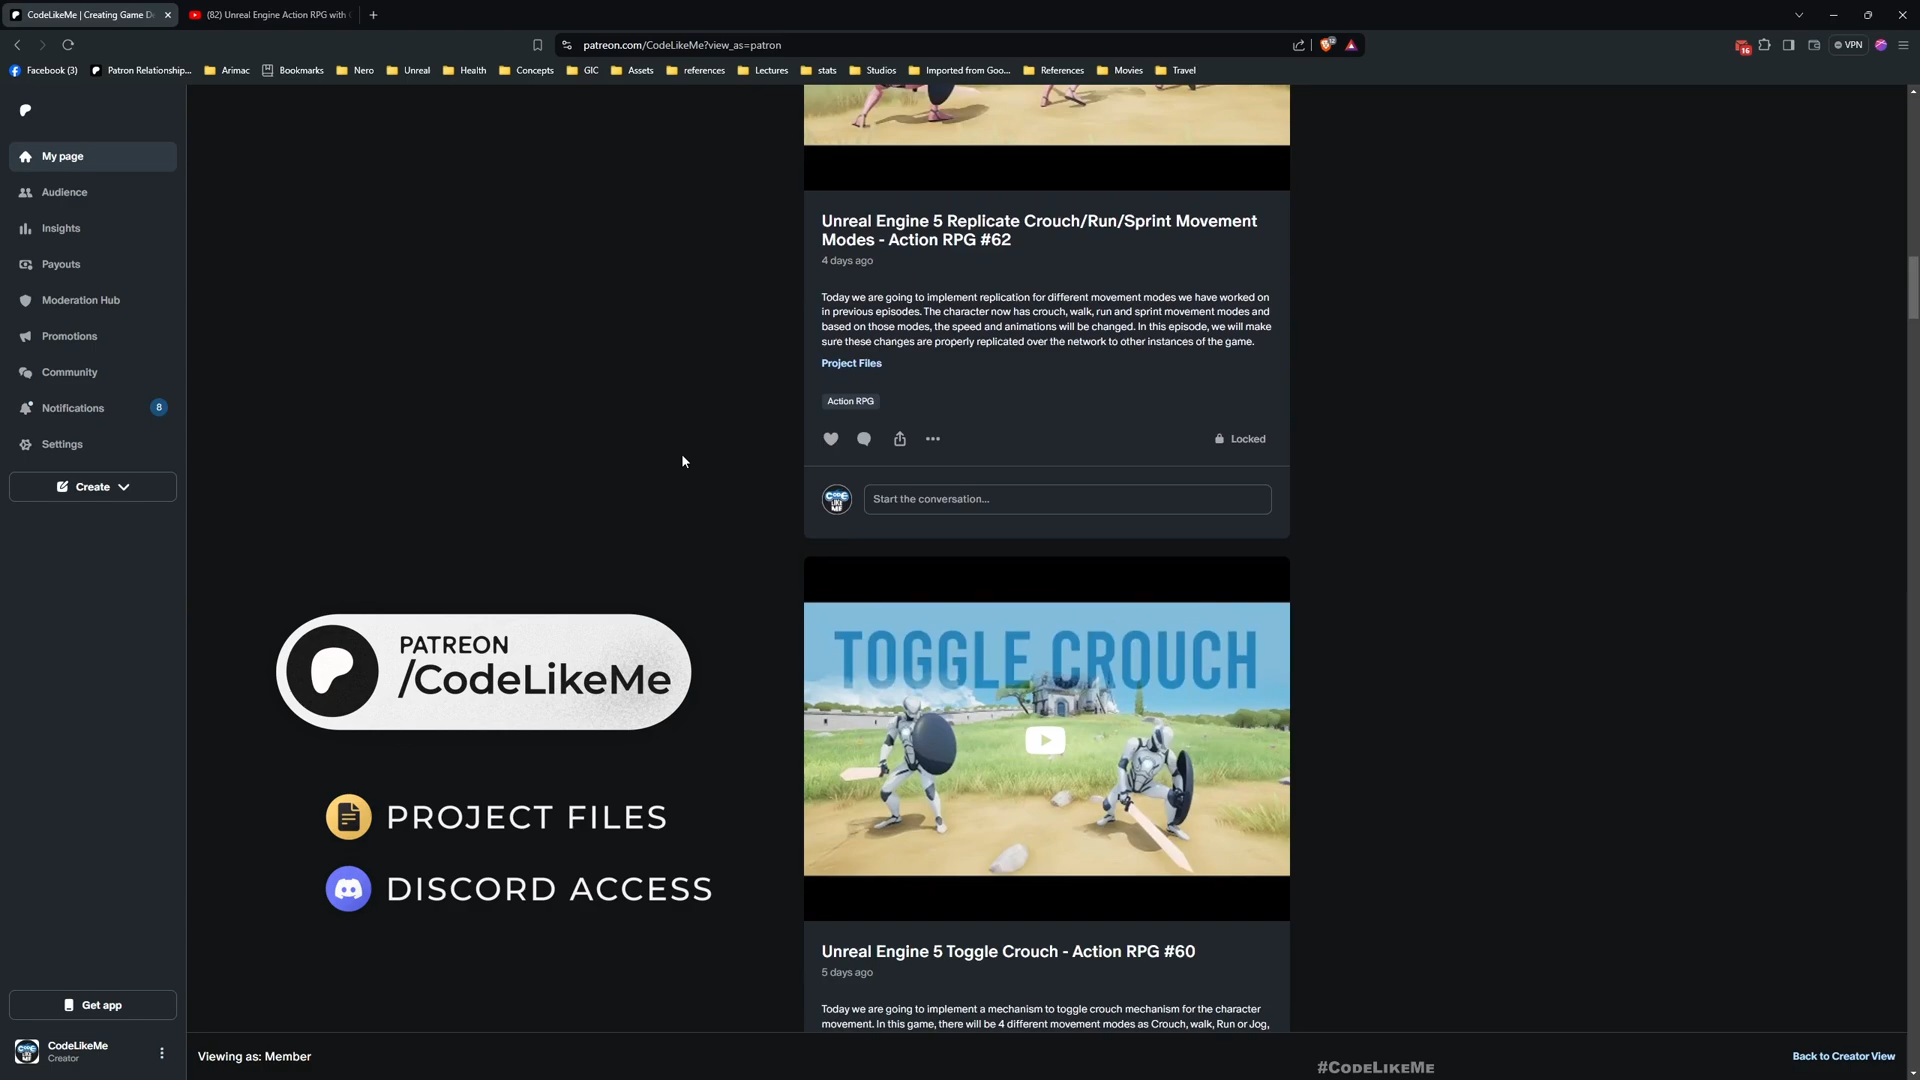 CodeLikeMe | Creating Game D
(82) Unreal Engine Action RPG with
patreon.com/CodeLikeMe?view_as=patron
12
16
VPN
Facebook (3)
Patron Relationship...
Arimac
Bookmarks
Nero
Unreal
Health
Concepts
GIC
Assets
references
Lectures
stats
Studios
Imported from Goo...
References
Movies
Travel
My page
Audience
Insights
Payouts
Moderation Hub
Promotions
Community
Notifications
8
Settings
Create
Unreal Engine 5 Replicate Crouch/Run/Sprint Movement
Modes - Action RPG #62
4 days ago
Today we are going to implement replication for different movement modes we have worked on
in previous episodes. The character now has crouch, walk, run and sprint movement modes and
based on those modes, the speed and animations will be changed. In this episode, we will make
sure these changes are properly replicated over the network to other instances of the game.
Project Files
Action RPG
Locked
CODE
LIKE
ME
Start the conversation...
PATREON
/CodeLikeMe
PROJECT FILES
DISCORD ACCESS
TOGGLE CROUCH
Unreal Engine 5 Toggle Crouch - Action RPG #60
5 days ago
Today we are going to implement a mechanism to toggle crouch mechanism for the character
movement. In this game, there will be 4 different movement modes as Crouch, walk, Run or Jog,
Get app
CodeLikeMe
Creator
Viewing as: Member
#CodeLikeMe
Back to Creator View